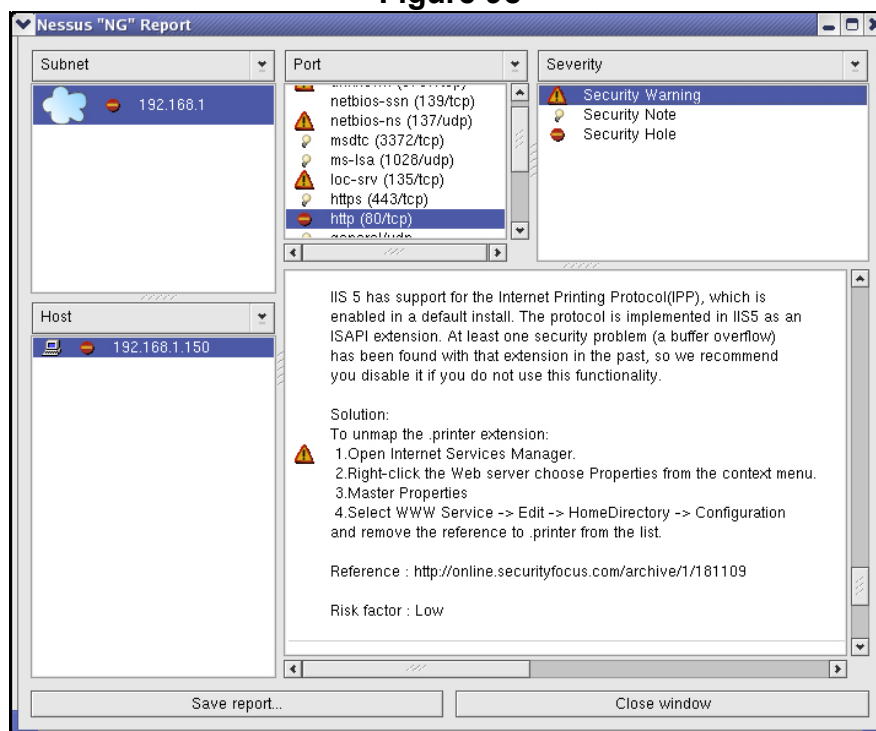 Nessus "NG" Report
Subnet
192.168.1
Host
192.168.1.150
Port
netbios-ssn (139/tcp)
netbios-ns (137/udp)
msdtc (3372/tcp)
ms-lsa (1028/udp)
loc-srv (135/tcp)
https (443/tcp)
http (80/tcp)
general/udp
Severity
Security Warning
Security Note
Security Hole
IIS 5 has support for the Internet Printing Protocol(IPP), which is
enabled in a default install. The protocol is implemented in IIS5 as an
ISAPI extension. At least one security problem (a buffer overflow)
has been found with that extension in the past, so we recommend
you disable it if you do not use this functionality.
Solution:
To unmap the .printer extension:
1.Open Internet Services Manager.
2.Right-click the Web server choose Properties from the context menu.
3.Master Properties
4.Select WWW Service -> Edit -> HomeDirectory -> Configuration
and remove the reference to .printer from the list.
Reference : http://online.securityfocus.com/archive/1/181109
Risk factor : Low
Save report...
Close window